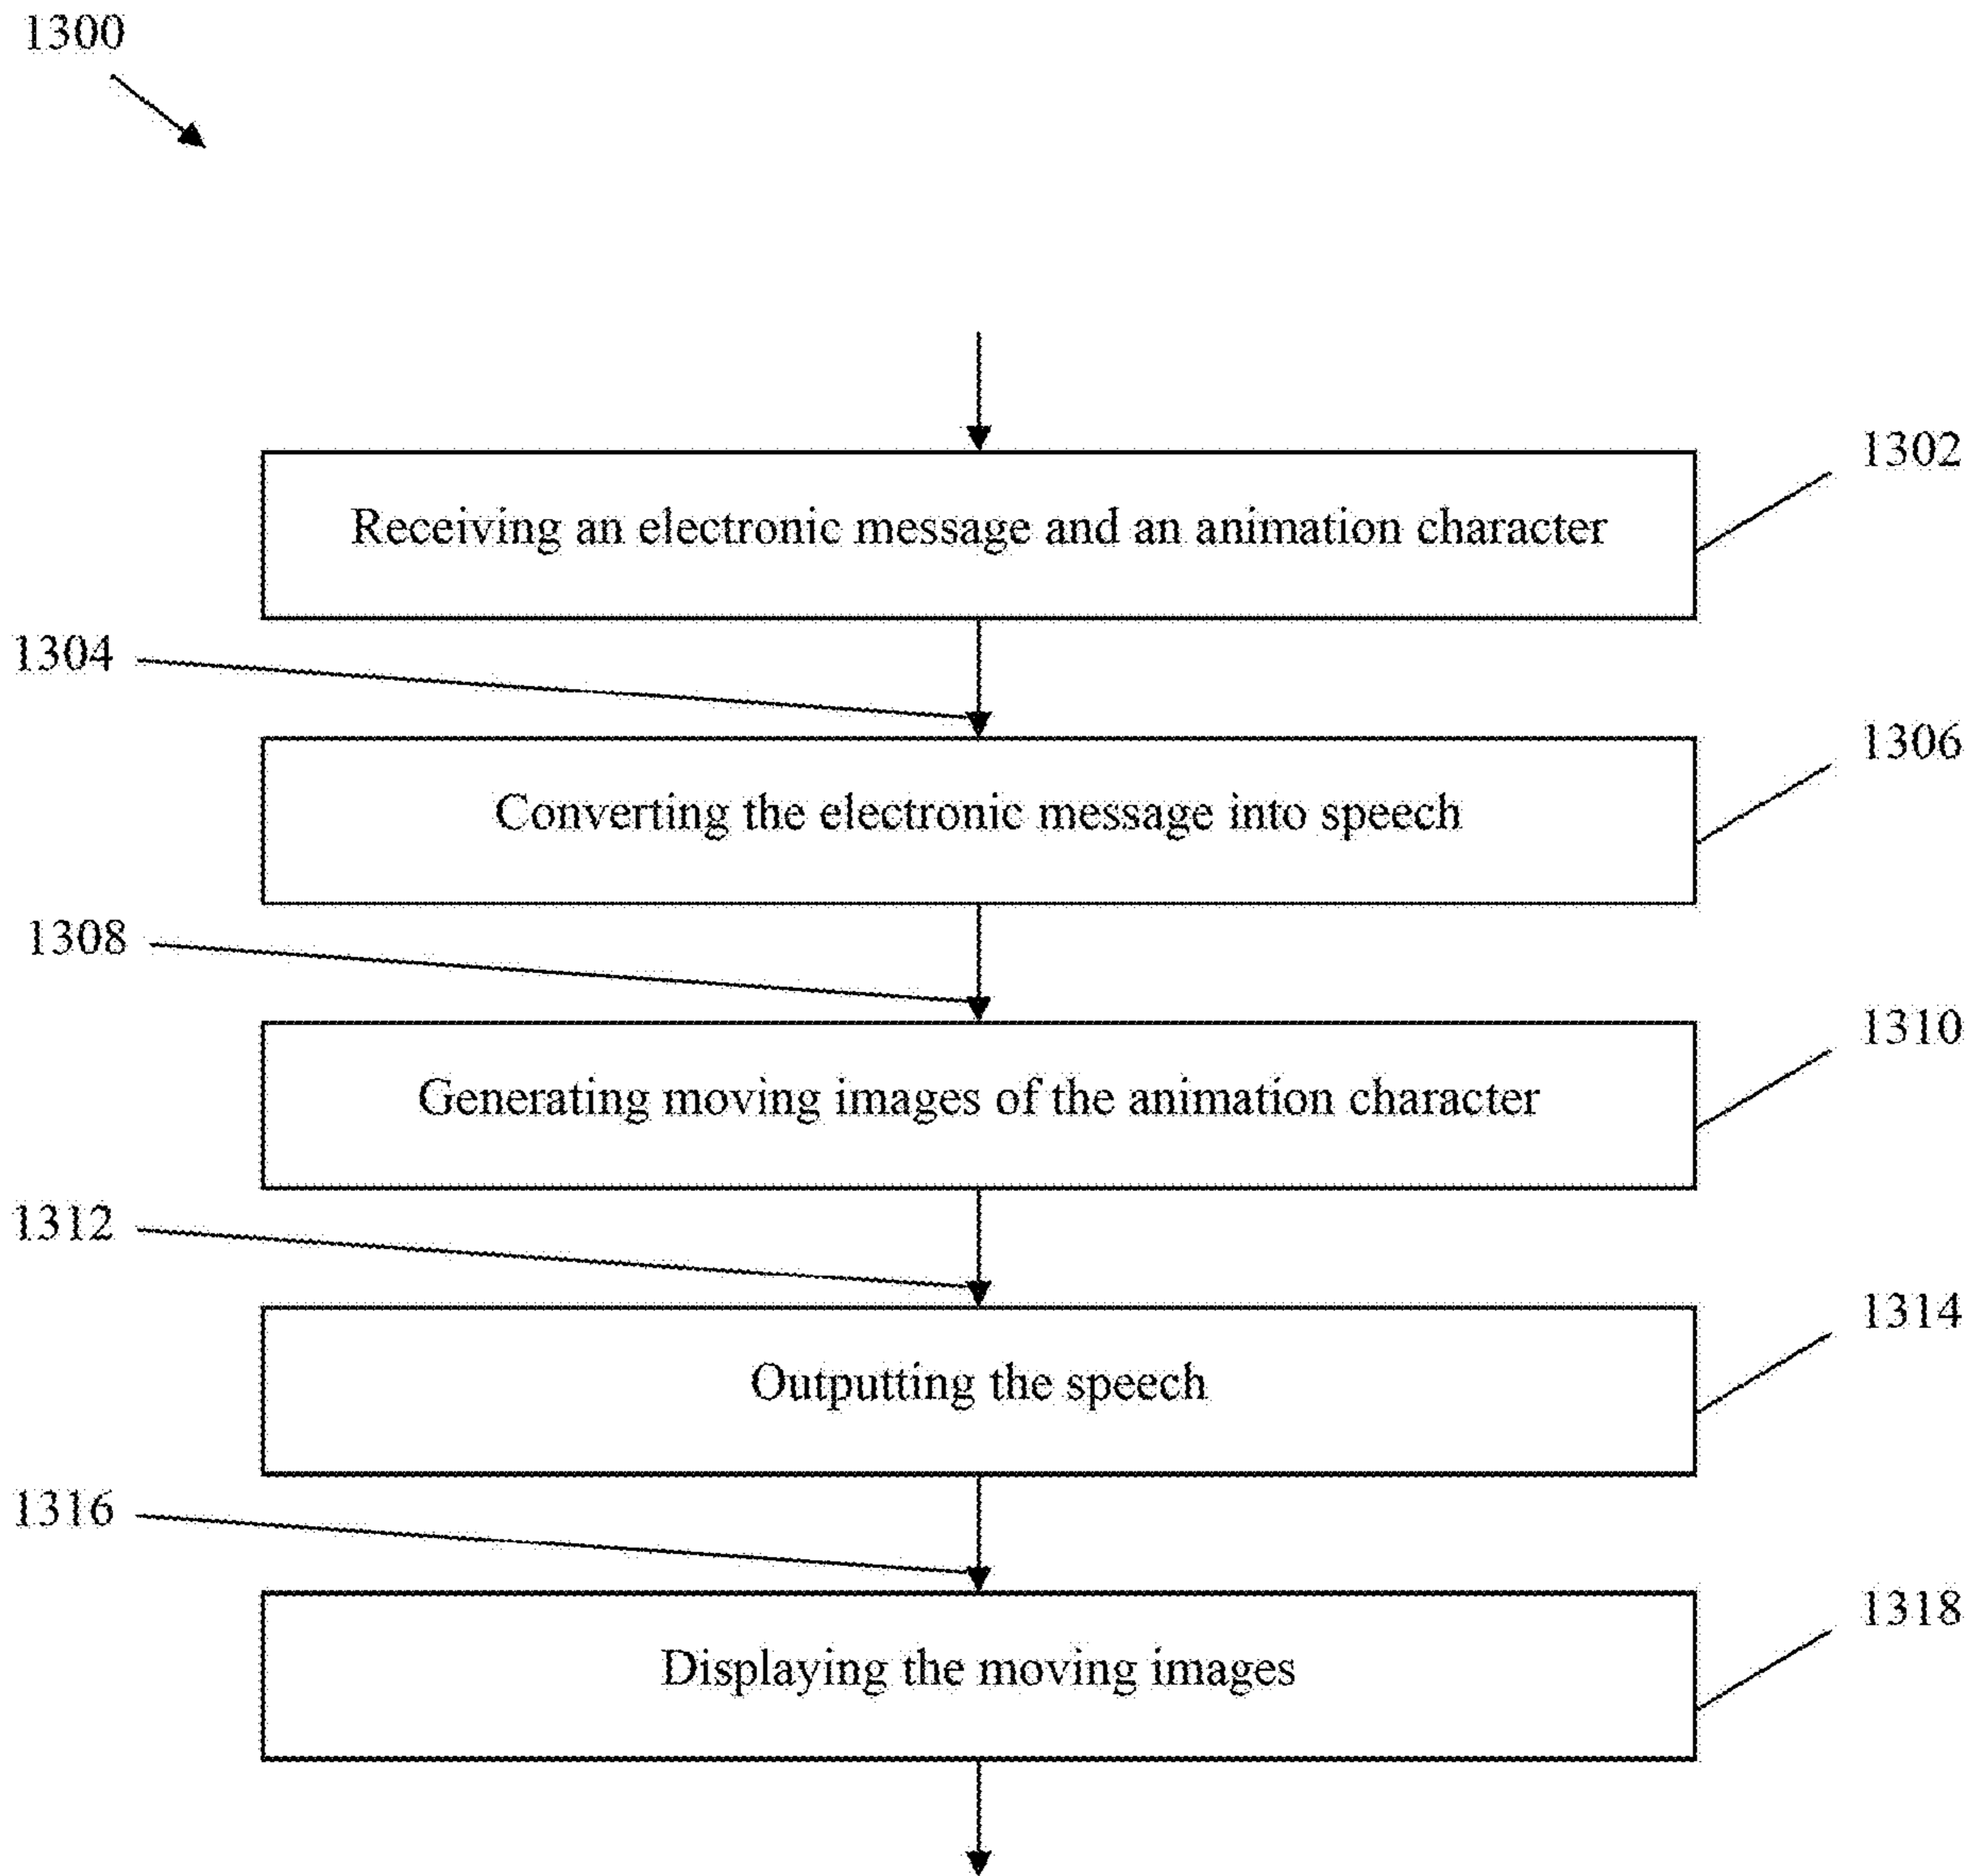 1300
1302
Receiving an electronic message and an animation character
1304
1306
Converting the electronic message into speech
1308
1310
Generating moving images of the animation character
1312
1314
Outputting the speech
1316
1318
Displaying the moving images